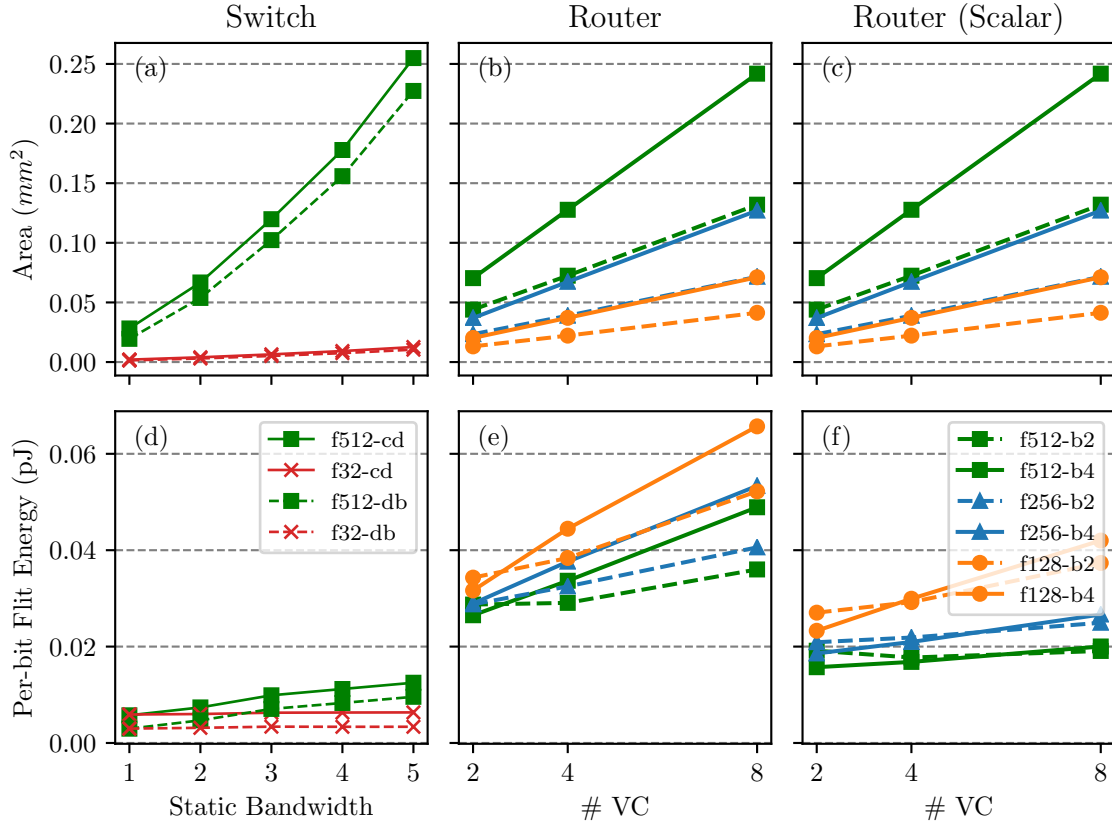 Switch
Router
Router (Scalar)
Area (mm²)
0.25
0.20
0.15
0.10
0.05
0.00
(a)
(b)
(c)
Per-bit Flit Energy (pJ)
0.06
0.04
0.02
0.00
(d)
f512-cd
f32-cd
f512-db
f32-db
(e)
(f)
f512-b2
f512-b4
f256-b2
f256-b4
f128-b2
f128-b4
1 2 3 4 5
Static Bandwidth
2 4 8
# VC
2 4 8
# VC